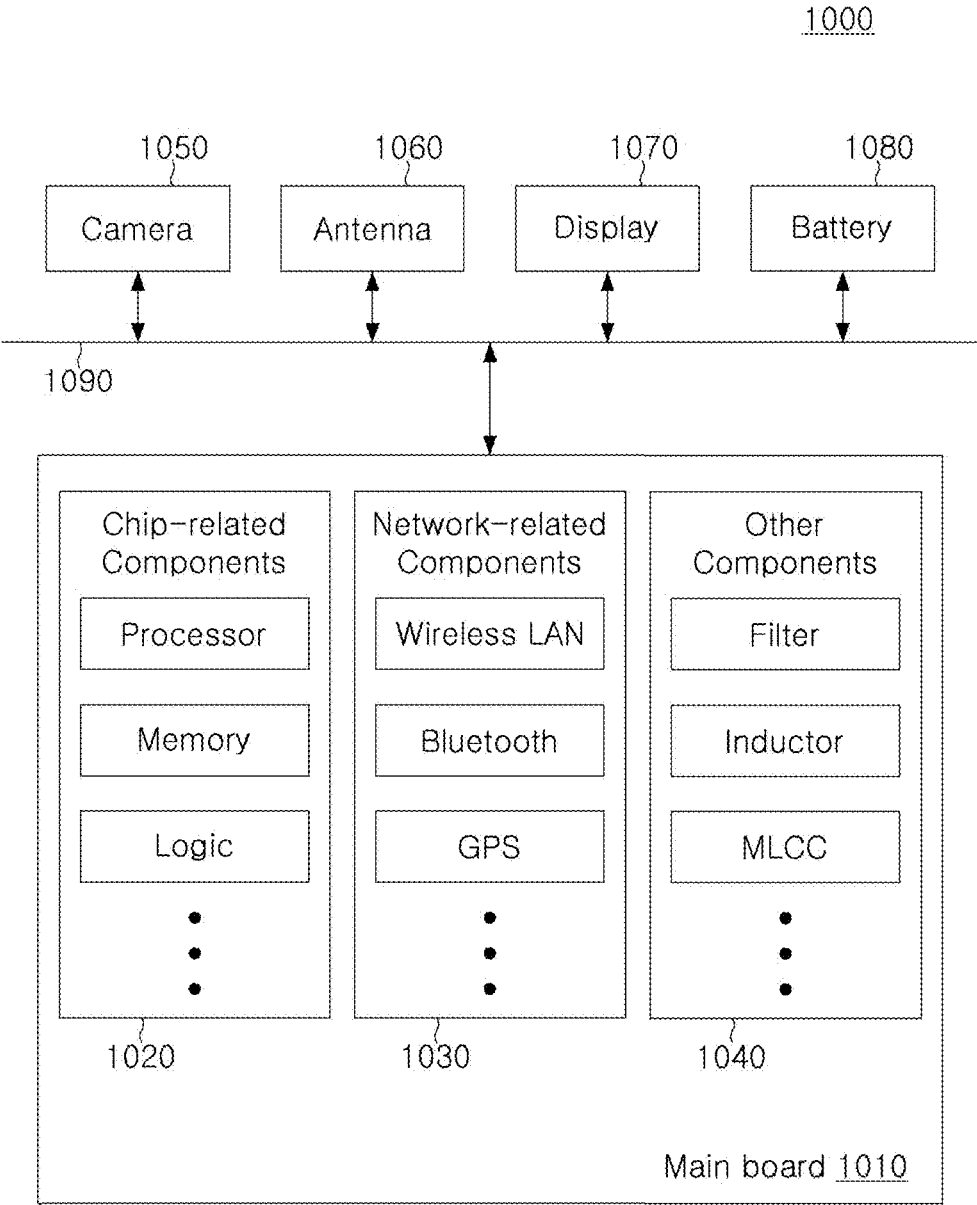 1000
1050
1060
1070
1080
Camera
Antenna
Display
Battery
1090
Chip-related
Components
Processor
Memory
Logic
1020
Network-related
Components
Wireless LAN
Bluetooth
GPS
1030
Other
Components
Filter
Inductor
MLCC
1040
Main board 1010